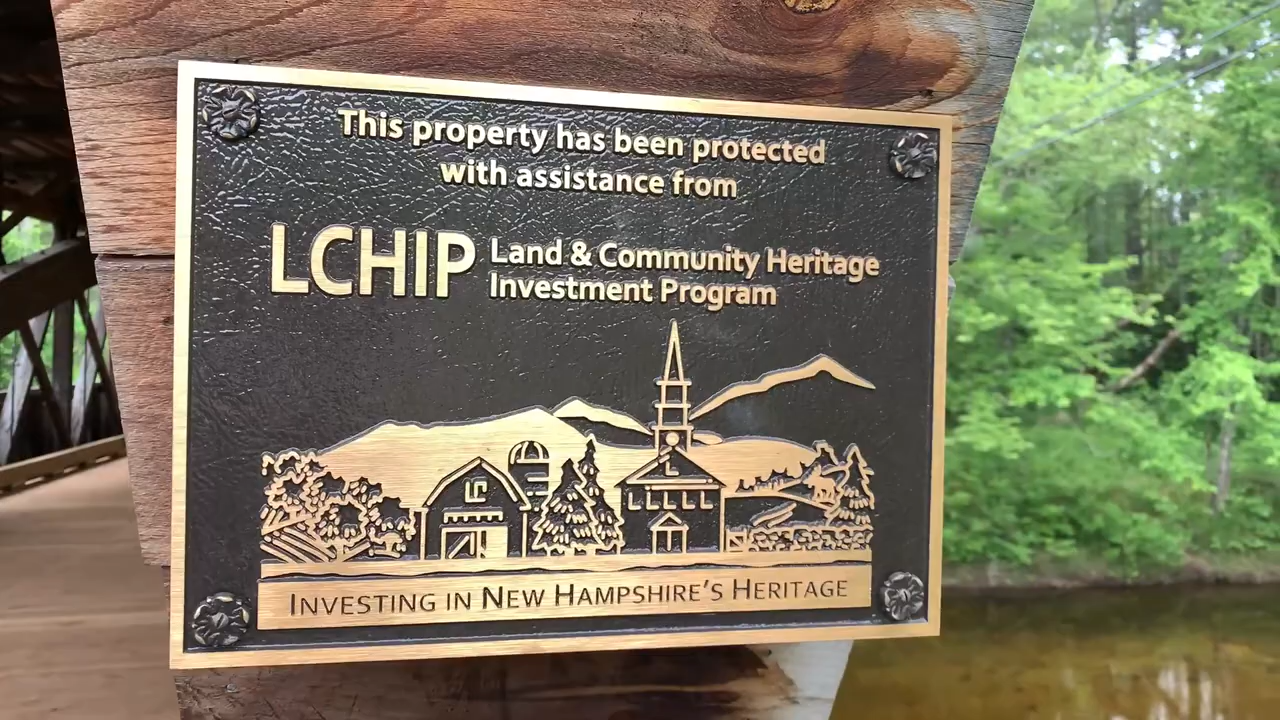 This property has been protected
with assistance from
LCHIP
Land & Community Heritage
Investment Program
INVESTING IN NEW HAMPSHIRE'S HERITAGE